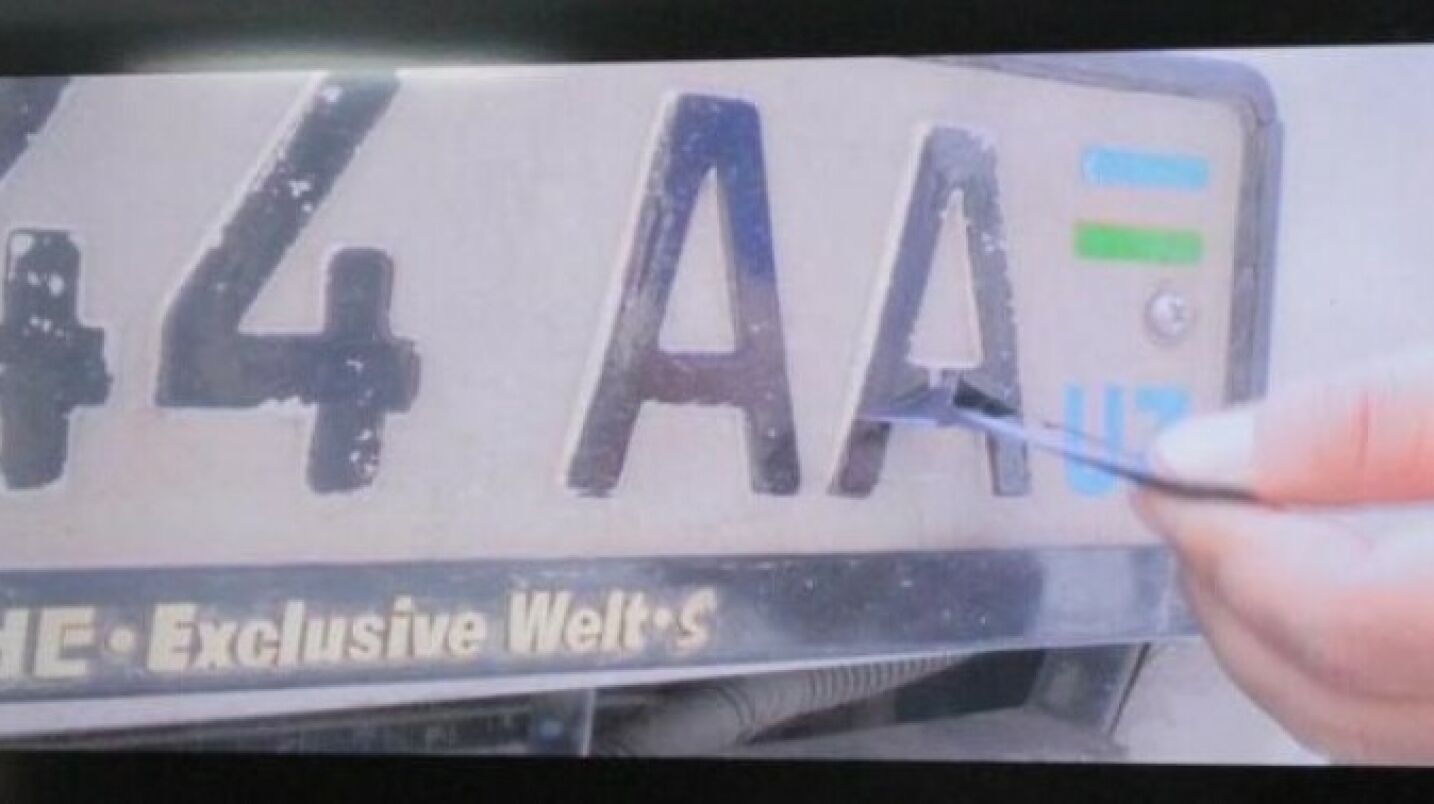 44 AA
UZ
HE • Exclusive Welt • S